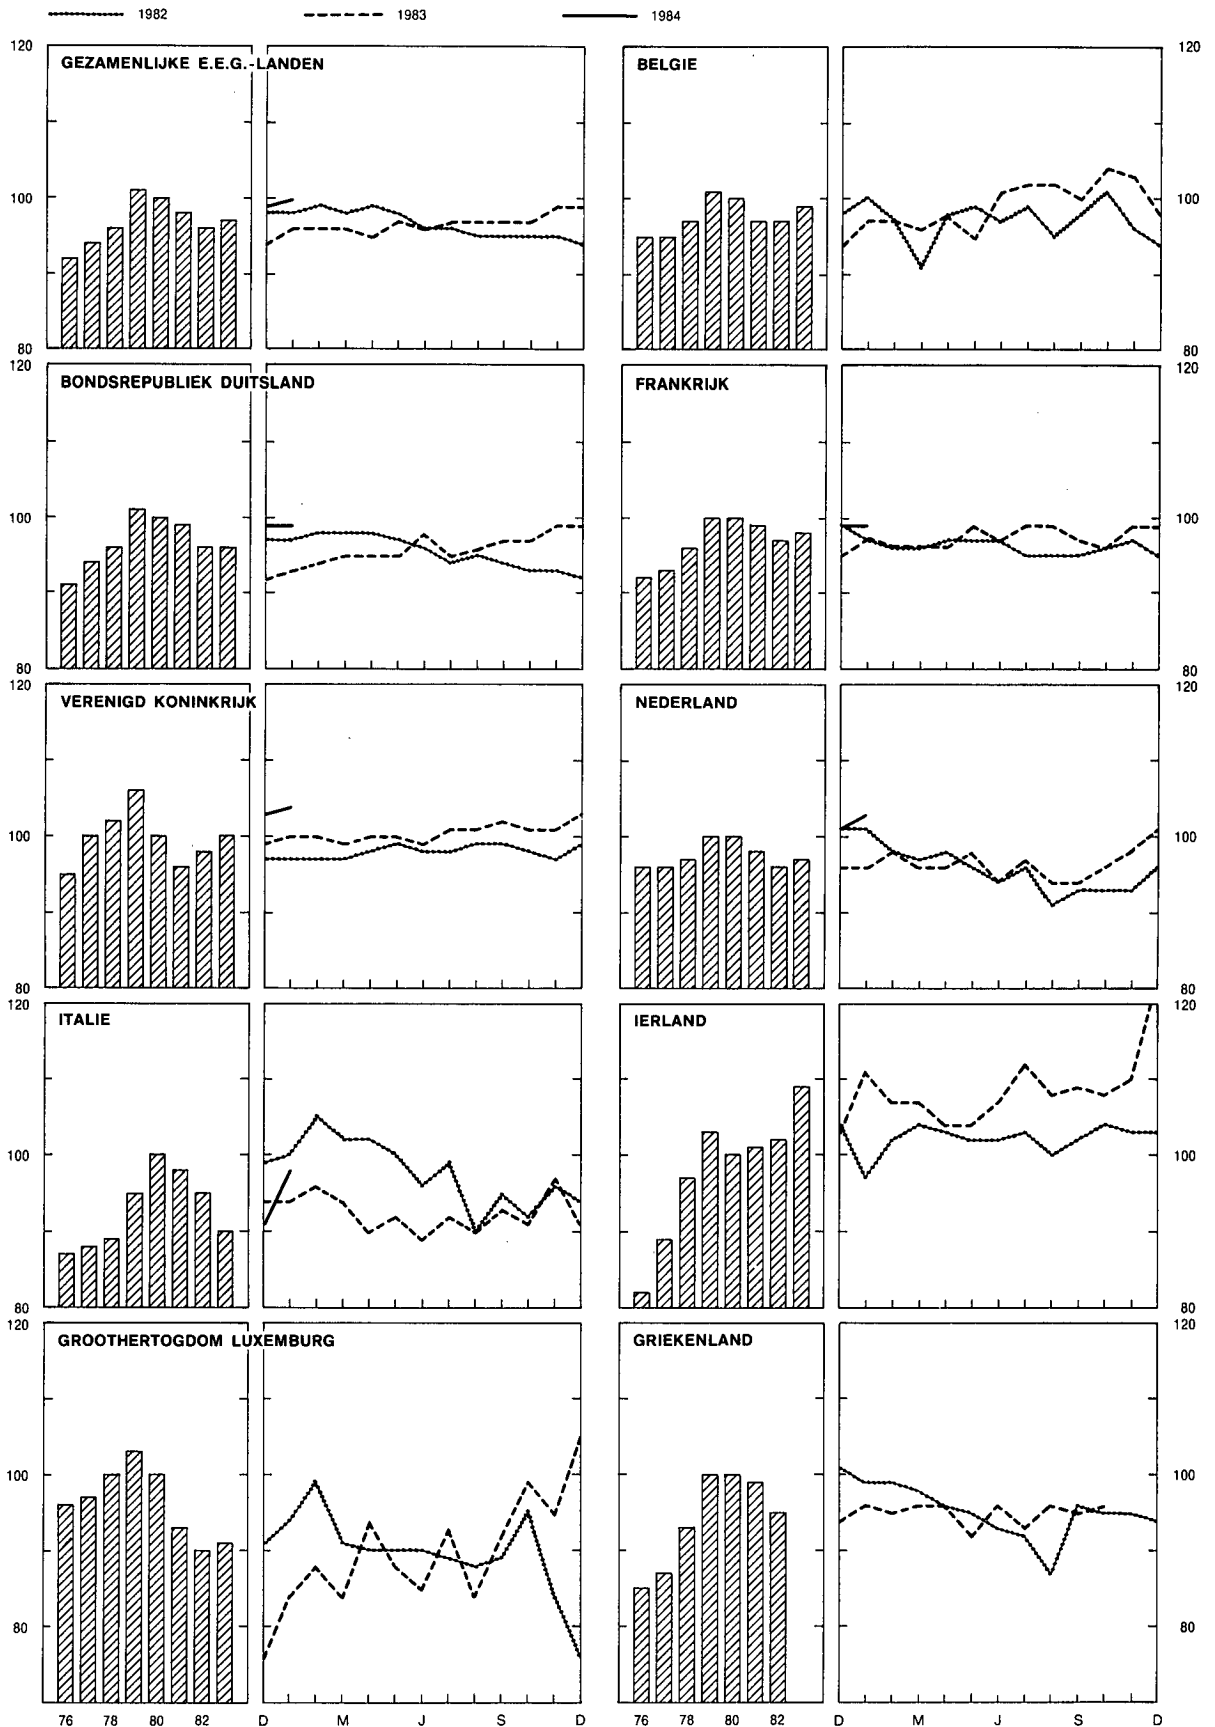 1982 1983 1984
120 120
GEZAMENLIJKE E.E.G.-LANDEN BELGIE
100 100
80 80
120 120
BONDSREPUBLIEK DUITSLAND FRANKRIJK
100 100
80 80
120 120
VERENIGD KONINKRIJK NEDERLAND
100 100
80 80
120 120
ITALIE IERLAND
100 100
80 80
120 120
GROOTHERTOGDOM LUXEMBURG GRIEKENLAND
100 100
80 80
76 78 80 82 D M J S D 76 78 80 82 D M J S D